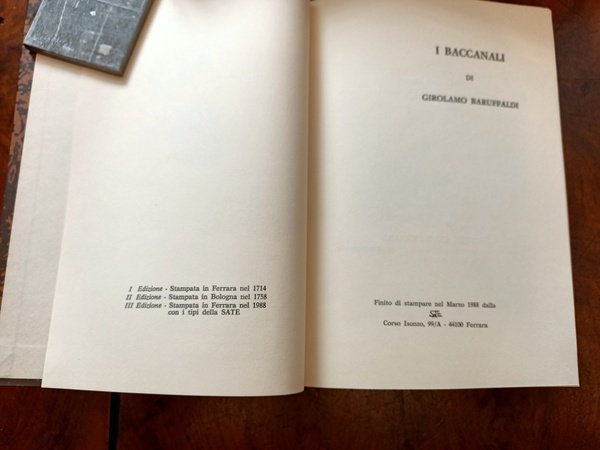 I Edizione - Stampata in Ferrara nel 1714
II Edizione - Stampata in Bologna nel 1758
III Edizione - Stampata in Ferrara nel 1988
con i tipi della SATE
I BACCANALI
DI
GIROLAMO BARUFFALDI
Finito di stampare nel Marzo 1988 dalla
SATE
Corso Isonzo, 99/A - 44100 Ferrara